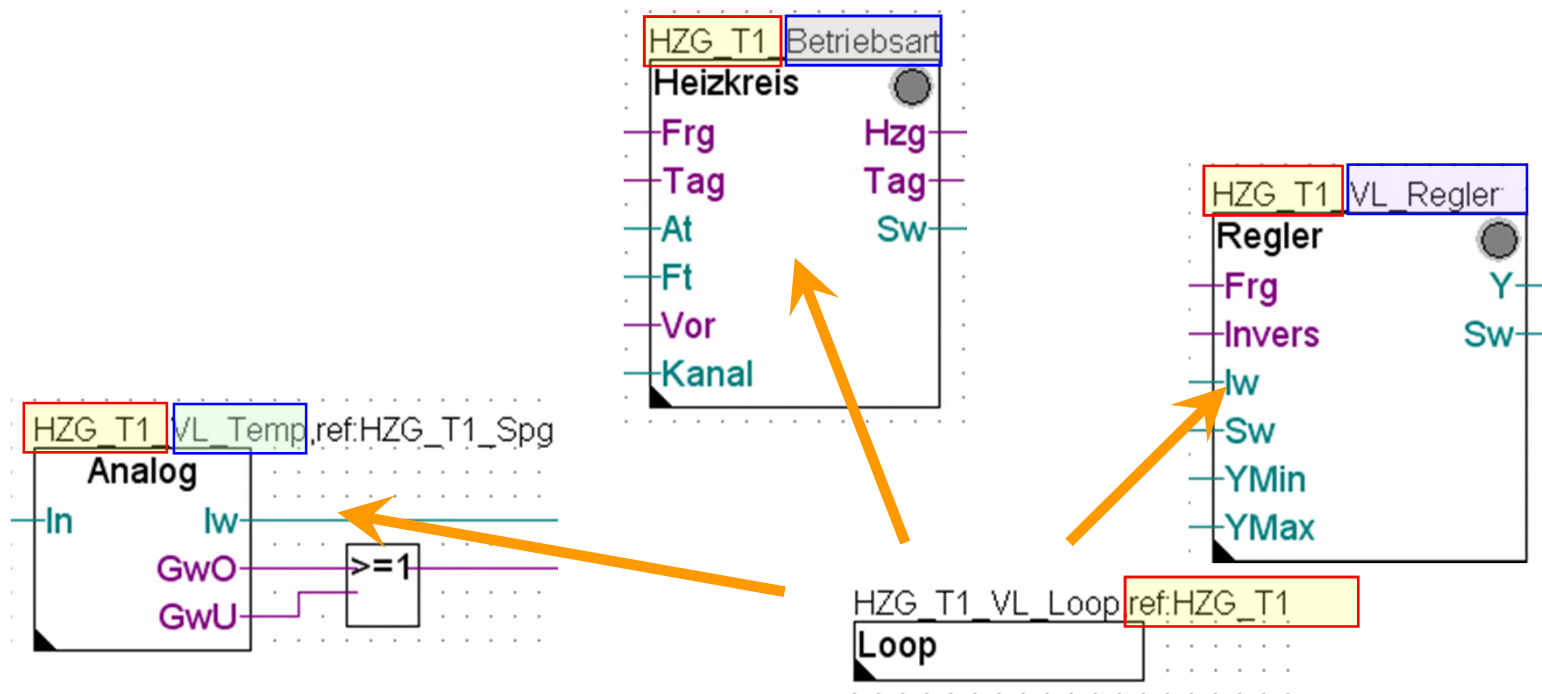 HZG_T1_Betriebsart
Heizkreis
Frg Hzg
Tag Tag
At Sw
Ft
Vor
Kanal
HZG_T1_VL_Regler
Regler
Frg Y
Invers Sw
Iw
Sw
YMin
YMax
HZG_T1_VL_Temp,ref:HZG_T1_Spg
Analog
In Iw
GwO
GwU
>=1
HZG_T1_VL_Loop,ref:HZG_T1
Loop